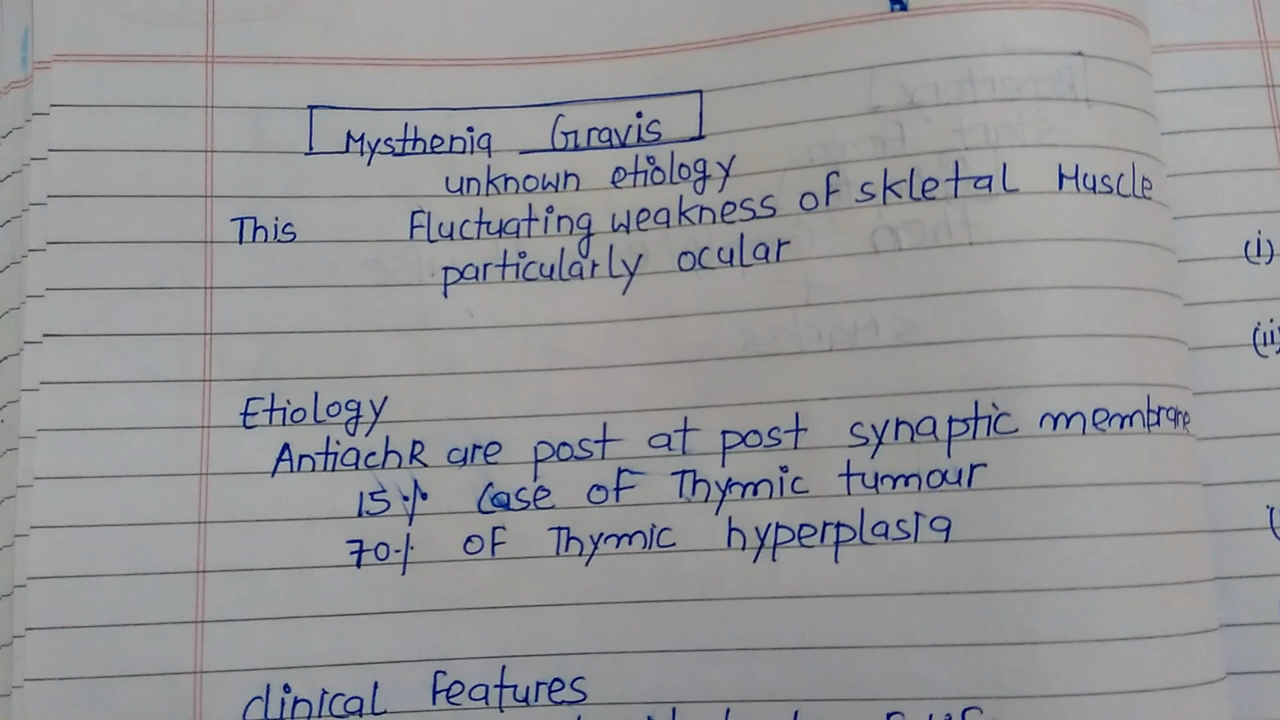 Mysthenia Gravis
unknown etiology
This Fluctuating weakness of skletal Muscle
particularly ocular
(i)
(ii)
Etiology
AntiachR are post at post synaptic membrane
15% Case of Thymic tumour
70% of Thymic hyperplasia
clinical features